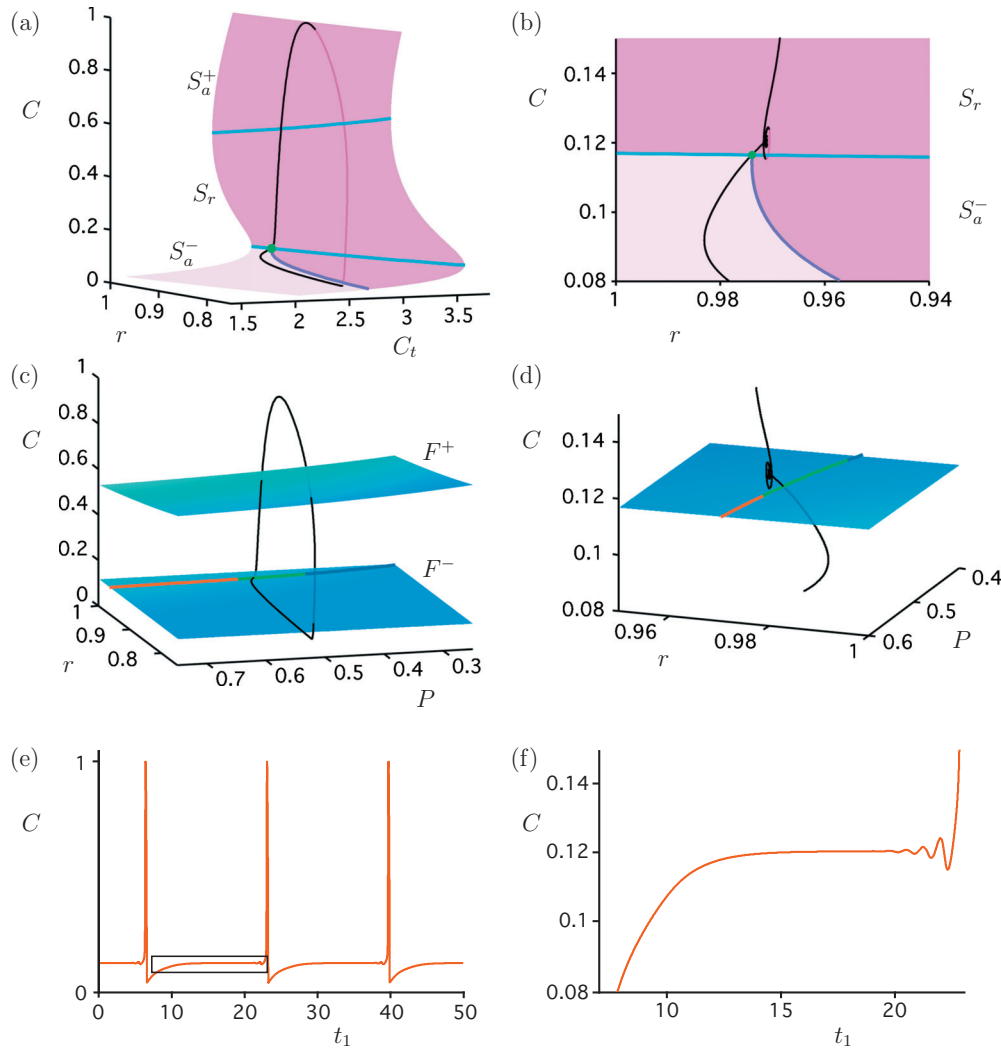 (a)
1
0.8
0.6
0.4
0.2
0
C
S_a^+
S_r
S_a^-
1
0.9
0.8
r
1.5
2
2.5
3
3.5
C_t
(b)
0.14
0.12
0.1
0.08
C
S_r
S_a^-
1
0.98
0.96
0.94
r
(c)
1
0.8
0.6
0.4
0.2
0
C
F^+
F^-
1
0.9
0.8
r
0.7
0.6
0.5
0.4
0.3
P
(d)
0.14
0.12
0.1
0.08
C
0.96
0.98
1
r
0.4
0.5
0.6
P
(e)
1
C
0
0
10
20
30
40
50
t_1
(f)
0.14
0.12
0.1
0.08
C
10
15
20
t_1